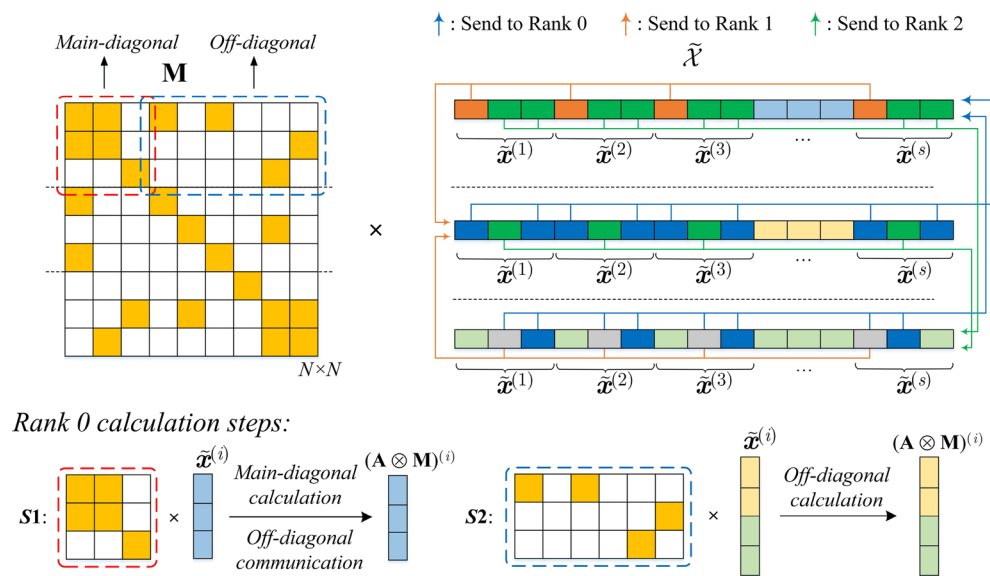 : Send to Rank 0 : Send to Rank 1 : Send to Rank 2
Main-diagonal Off-diagonal
M
𝒳̃
x̃⁽¹⁾ x̃⁽²⁾ x̃⁽³⁾ ... x̃⁽ˢ⁾
×
x̃⁽¹⁾ x̃⁽²⁾ x̃⁽³⁾ ... x̃⁽ˢ⁾
N×N
x̃⁽¹⁾ x̃⁽²⁾ x̃⁽³⁾ ... x̃⁽ˢ⁾
Rank 0 calculation steps:
S1: × x̃⁽ⁱ⁾ Main-diagonal (A ⊗ M)⁽ⁱ⁾
calculation
Off-diagonal
communication
S2: × x̃⁽ⁱ⁾ Off-diagonal (A ⊗ M)⁽ⁱ⁾
calculation